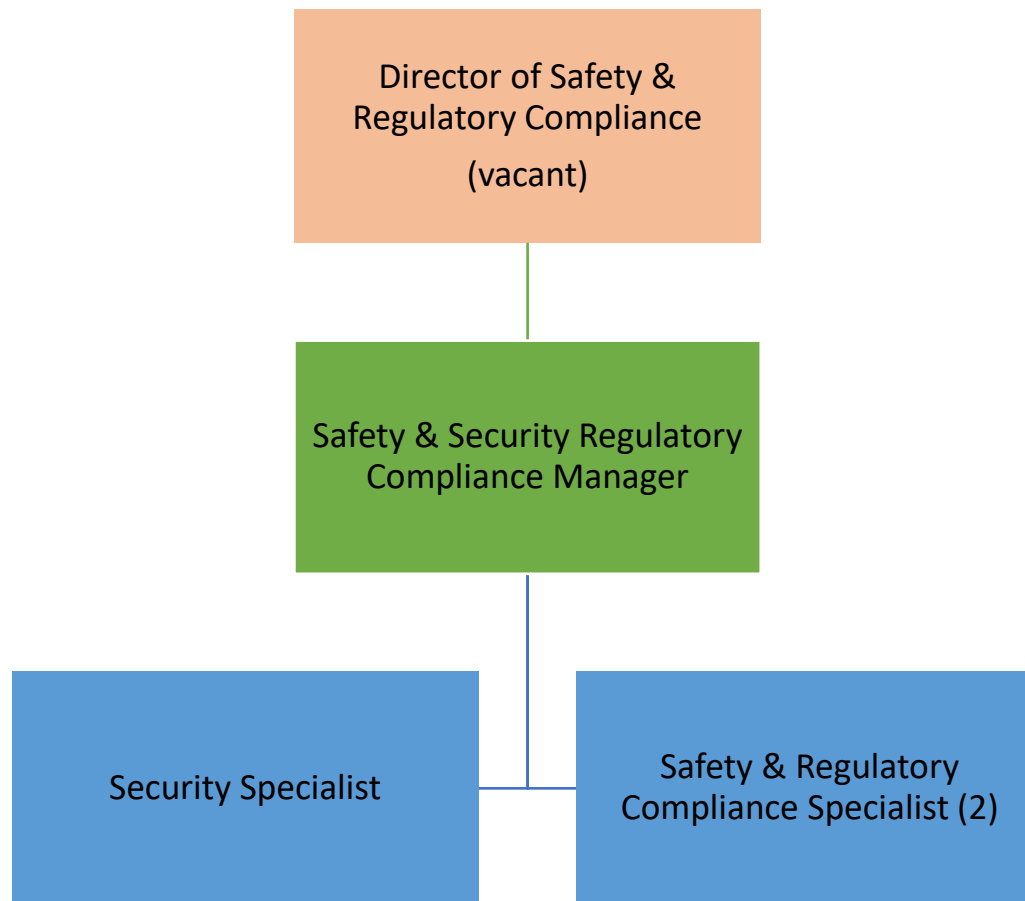 Director of Safety &
Regulatory Compliance
(vacant)
Safety & Security Regulatory
Compliance Manager
Security Specialist
Safety & Regulatory
Compliance Specialist (2)